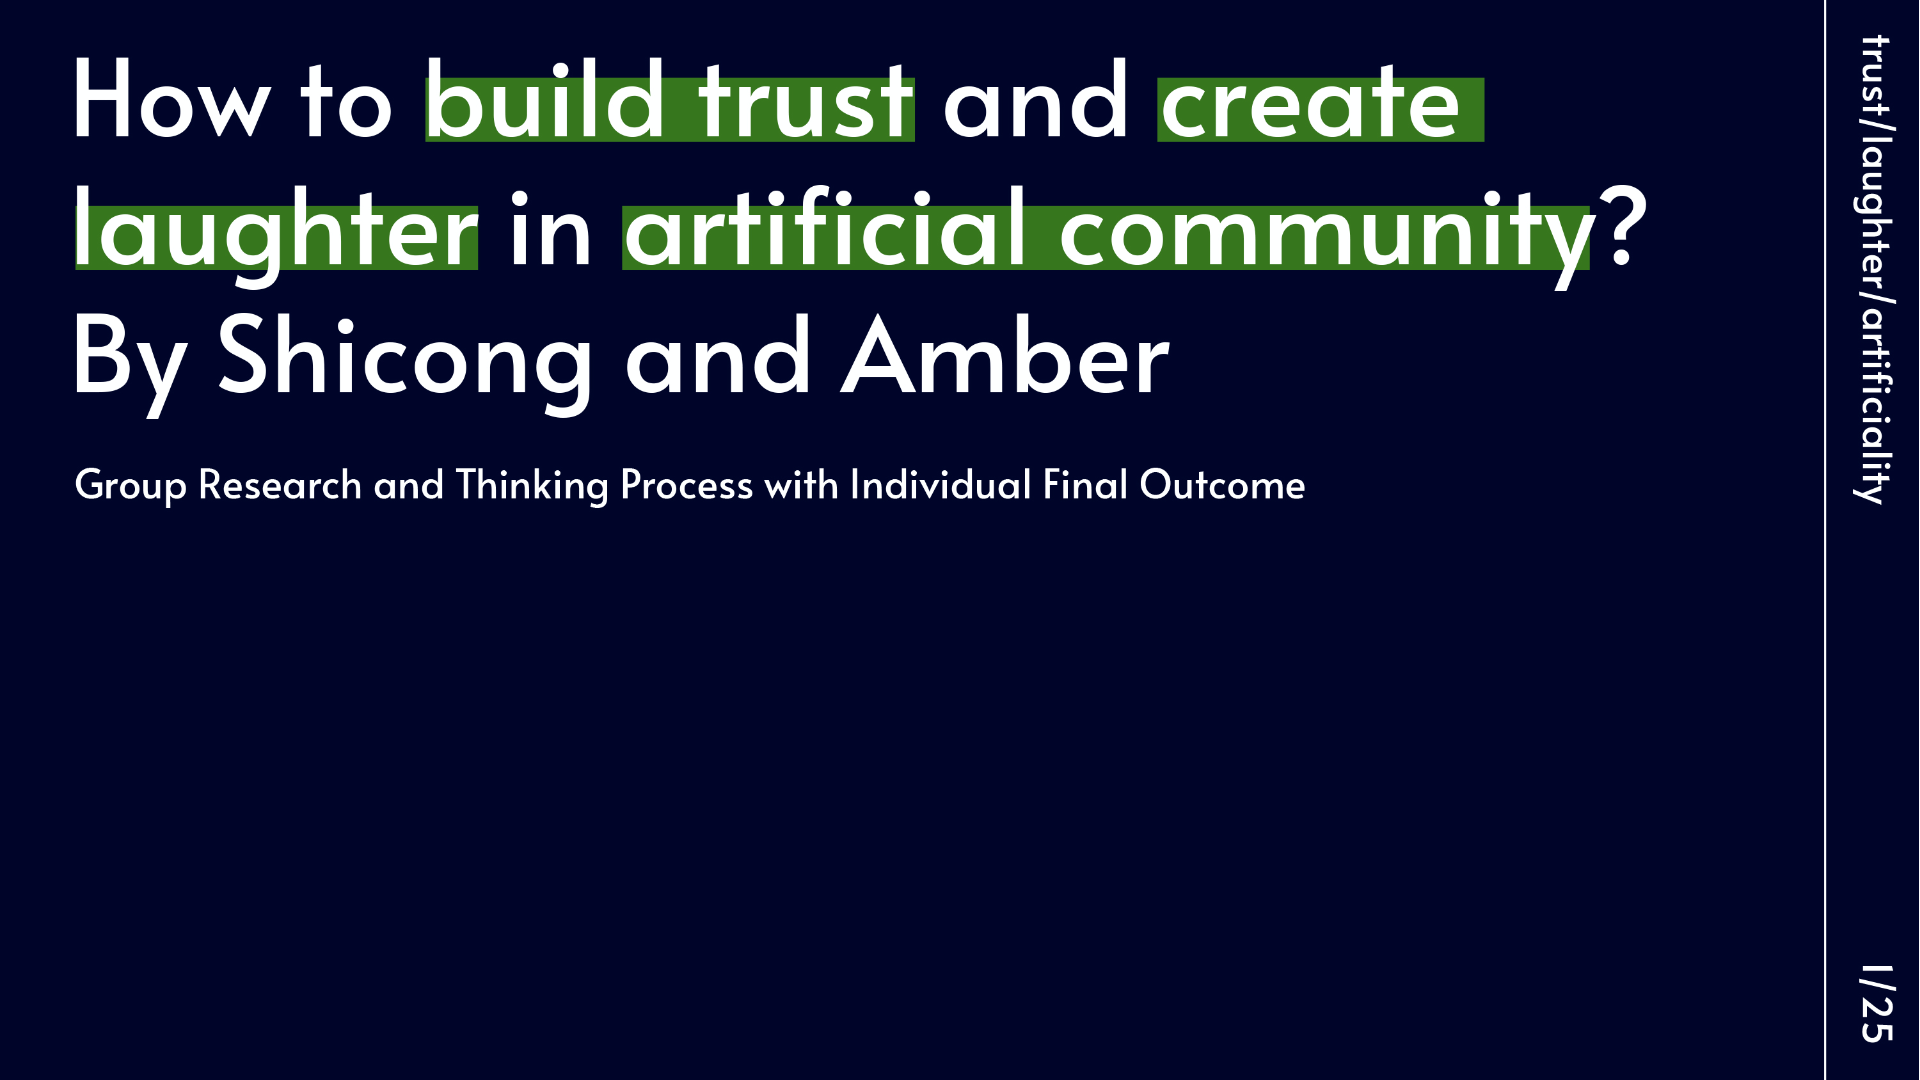 How to build trust and create
laughter in artificial community?
By Shicong and Amber
Group Research and Thinking Process with Individual Final Outcome
trust/laughter/artificiality
1/25